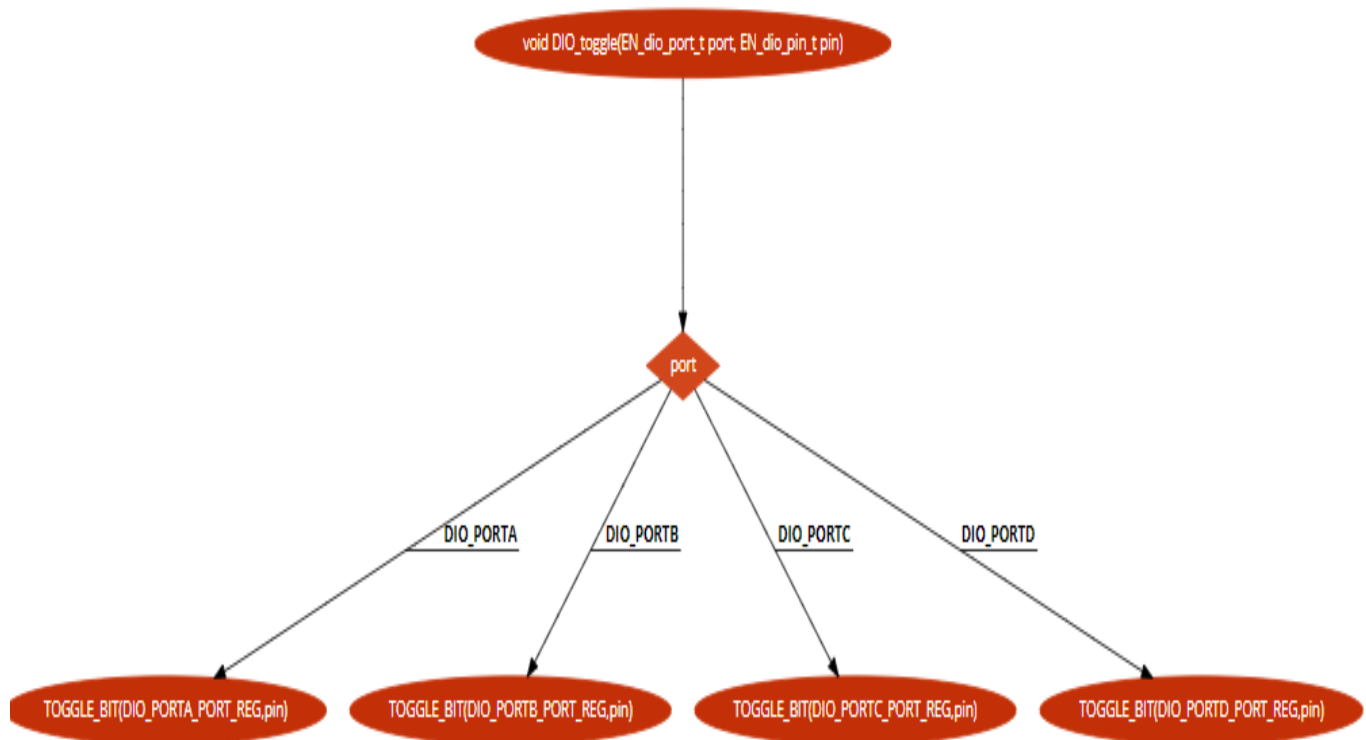 void DIO_toggle(EN_dio_port_t port, EN_dio_pin_t pin)
port
DIO_PORTA
DIO_PORTB
DIO_PORTC
DIO_PORTD
TOGGLE_BIT(DIO_PORTA_PORT_REG,pin)
TOGGLE_BIT(DIO_PORTB_PORT_REG,pin)
TOGGLE_BIT(DIO_PORTC_PORT_REG,pin)
TOGGLE_BIT(DIO_PORTD_PORT_REG,pin)